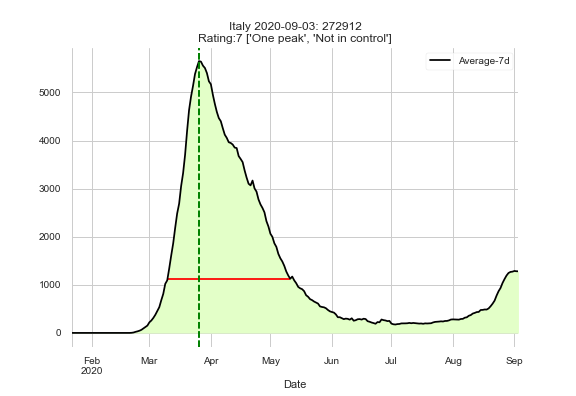 Italy 2020-09-03: 272912
Rating:7 ['One peak', 'Not in control']
Average-7d
5000
4000
3000
2000
1000
0
Feb Mar Apr May Jun Jul Aug Sep
2020
Date